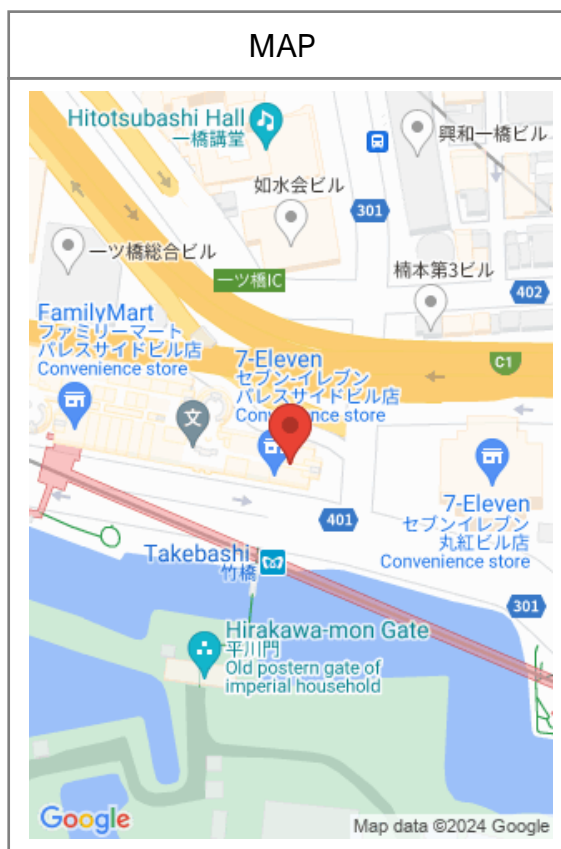 MAP
Hitotsubashi Hall
一橋講堂
興和一橋ビル
如水会ビル
301
一ツ橋総合ビル
一ツ橋IC
楠本第3ビル
402
FamilyMart
ファミリーマート
パレスサイドビル店
Convenience store
7-Eleven
セブン-イレブン
パレスサイドビル店
Convenience store
C1
文
7-Eleven
セブンイレブン
丸紅ビル店
Convenience store
401
Takebashi
竹橋
301
Hirakawa-mon Gate
平川門
Old postern gate of
imperial household
Google
Map data ©2024 Google